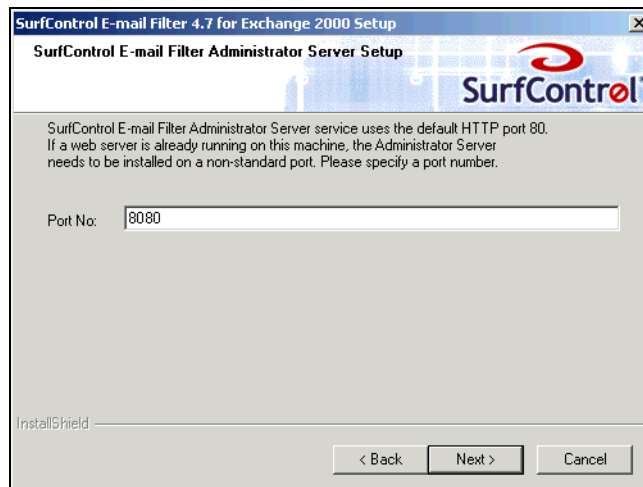 SurfControl E-mail Filter 4.7 for Exchange 2000 Setup
SurfControl E-mail Filter Administrator Server Setup
SurfControl
SurfControl E-mail Filter Administrator Server service uses the default HTTP port 80.
If a web server is already running on this machine, the Administrator Server
needs to be installed on a non-standard port. Please specify a port number.
Port No: 8080
InstallShield
< Back Next > Cancel